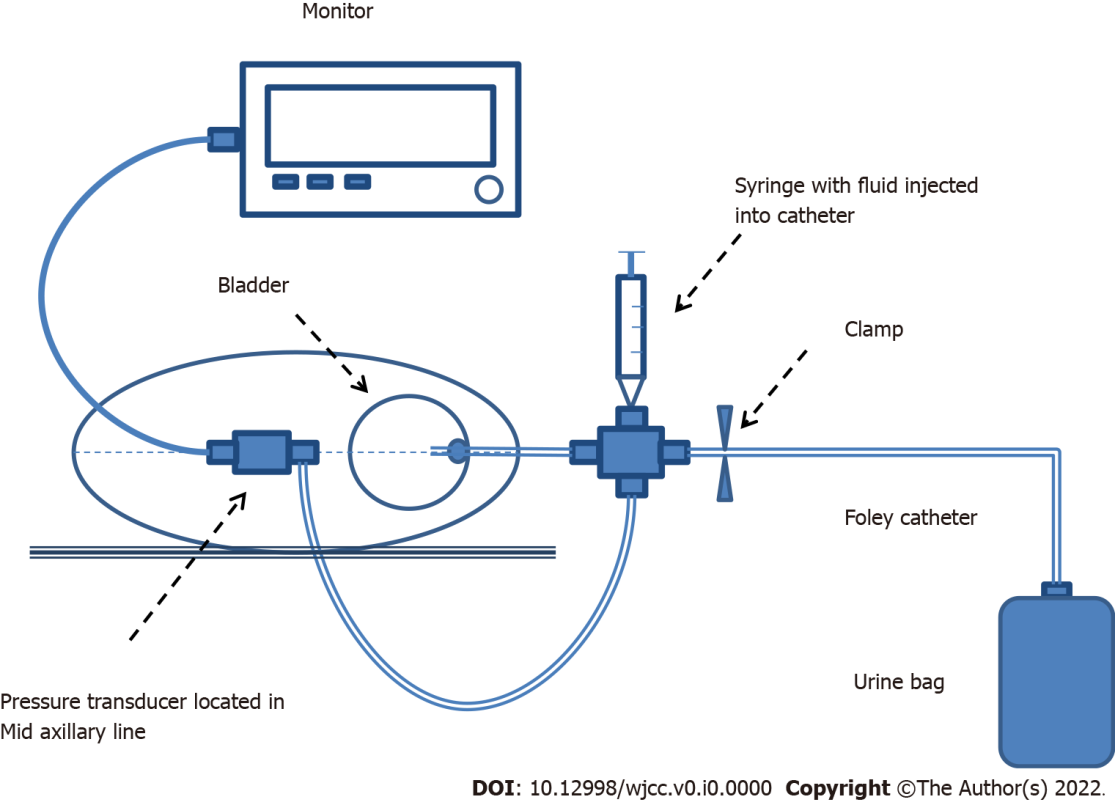 Monitor
Syringe with fluid injected
into catheter
Bladder
Clamp
Foley catheter
Urine bag
Pressure transducer located in
Mid axillary line
DOI: 10.12998/wjcc.v0.i0.0000 Copyright ©The Author(s) 2022.